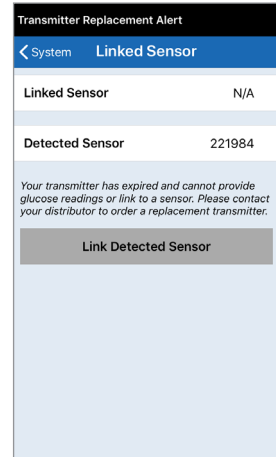 Transmitter Replacement Alert
System Linked Sensor
Linked Sensor N/A
Detected Sensor 221984
Your transmitter has expired and cannot provide
glucose readings or link to a sensor. Please contact
your distributor to order a replacement transmitter.
Link Detected Sensor